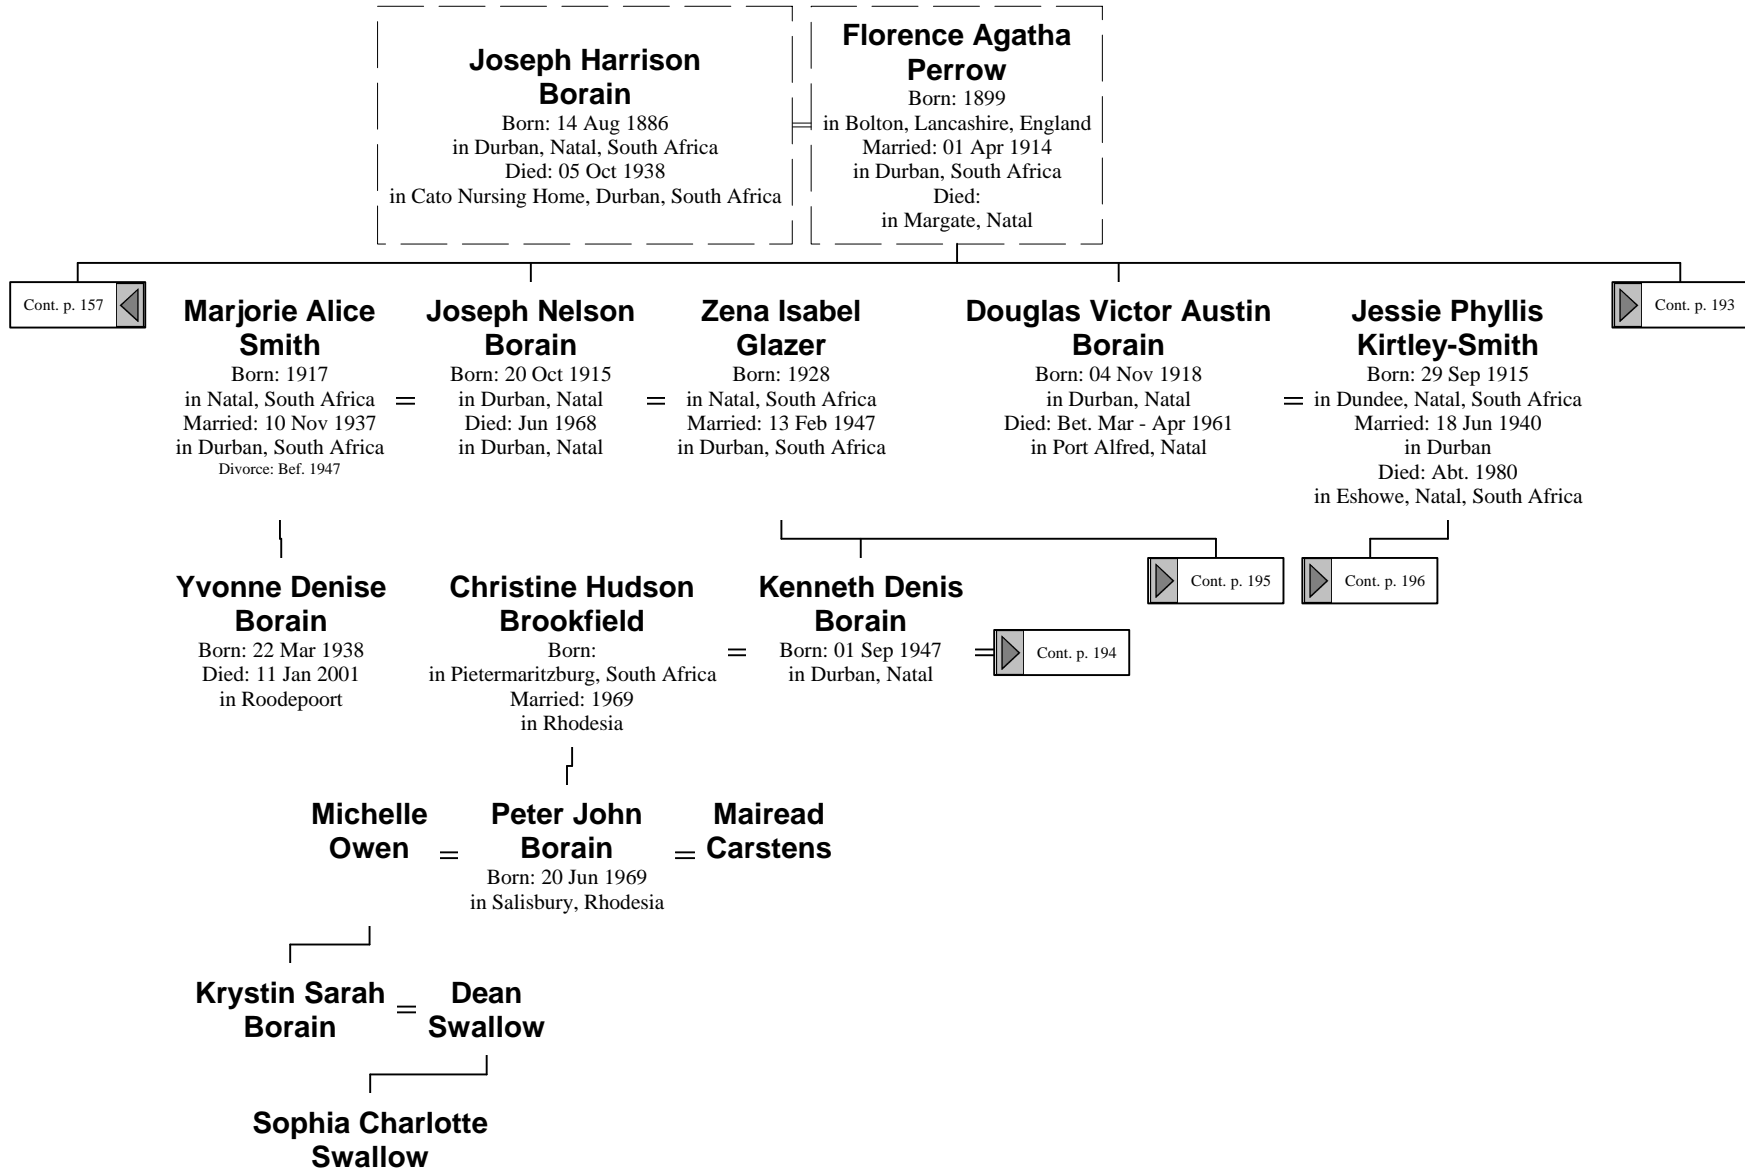 Joseph Harrison
Borain
Born: 14 Aug 1886
in Durban, Natal, South Africa
Died: 05 Oct 1938
in Cato Nursing Home, Durban, South Africa
Florence Agatha
Perrow
Born: 1899
in Bolton, Lancashire, England
Married: 01 Apr 1914
in Durban, South Africa
Died:
in Margate, Natal
Cont. p. 157
Marjorie Alice
Smith
Born: 1917
in Natal, South Africa
Married: 10 Nov 1937
in Durban, South Africa
Divorce: Bef. 1947
=
Joseph Nelson
Borain
Born: 20 Oct 1915
in Durban, Natal
Died: Jun 1968
in Durban, Natal
=
Zena Isabel
Glazer
Born: 1928
in Natal, South Africa
Married: 13 Feb 1947
in Durban, South Africa
Douglas Victor Austin
Borain
Born: 04 Nov 1918
in Durban, Natal
Died: Bet. Mar - Apr 1961
in Port Alfred, Natal
=
Jessie Phyllis
Kirtley-Smith
Born: 29 Sep 1915
in Dundee, Natal, South Africa
Married: 18 Jun 1940
in Durban
Died: Abt. 1980
in Eshowe, Natal, South Africa
Cont. p. 193
Yvonne Denise
Borain
Born: 22 Mar 1938
Died: 11 Jan 2001
in Roodepoort
Christine Hudson
Brookfield
Born:
in Pietermaritzburg, South Africa
Married: 1969
in Rhodesia
=
Kenneth Denis
Borain
Born: 01 Sep 1947
in Durban, Natal
=
Cont. p. 194
Cont. p. 195
Cont. p. 196
Michelle
Owen
=
Peter John
Borain
Born: 20 Jun 1969
in Salisbury, Rhodesia
=
Mairead
Carstens
Krystin Sarah
Borain
=
Dean
Swallow
Sophia Charlotte
Swallow